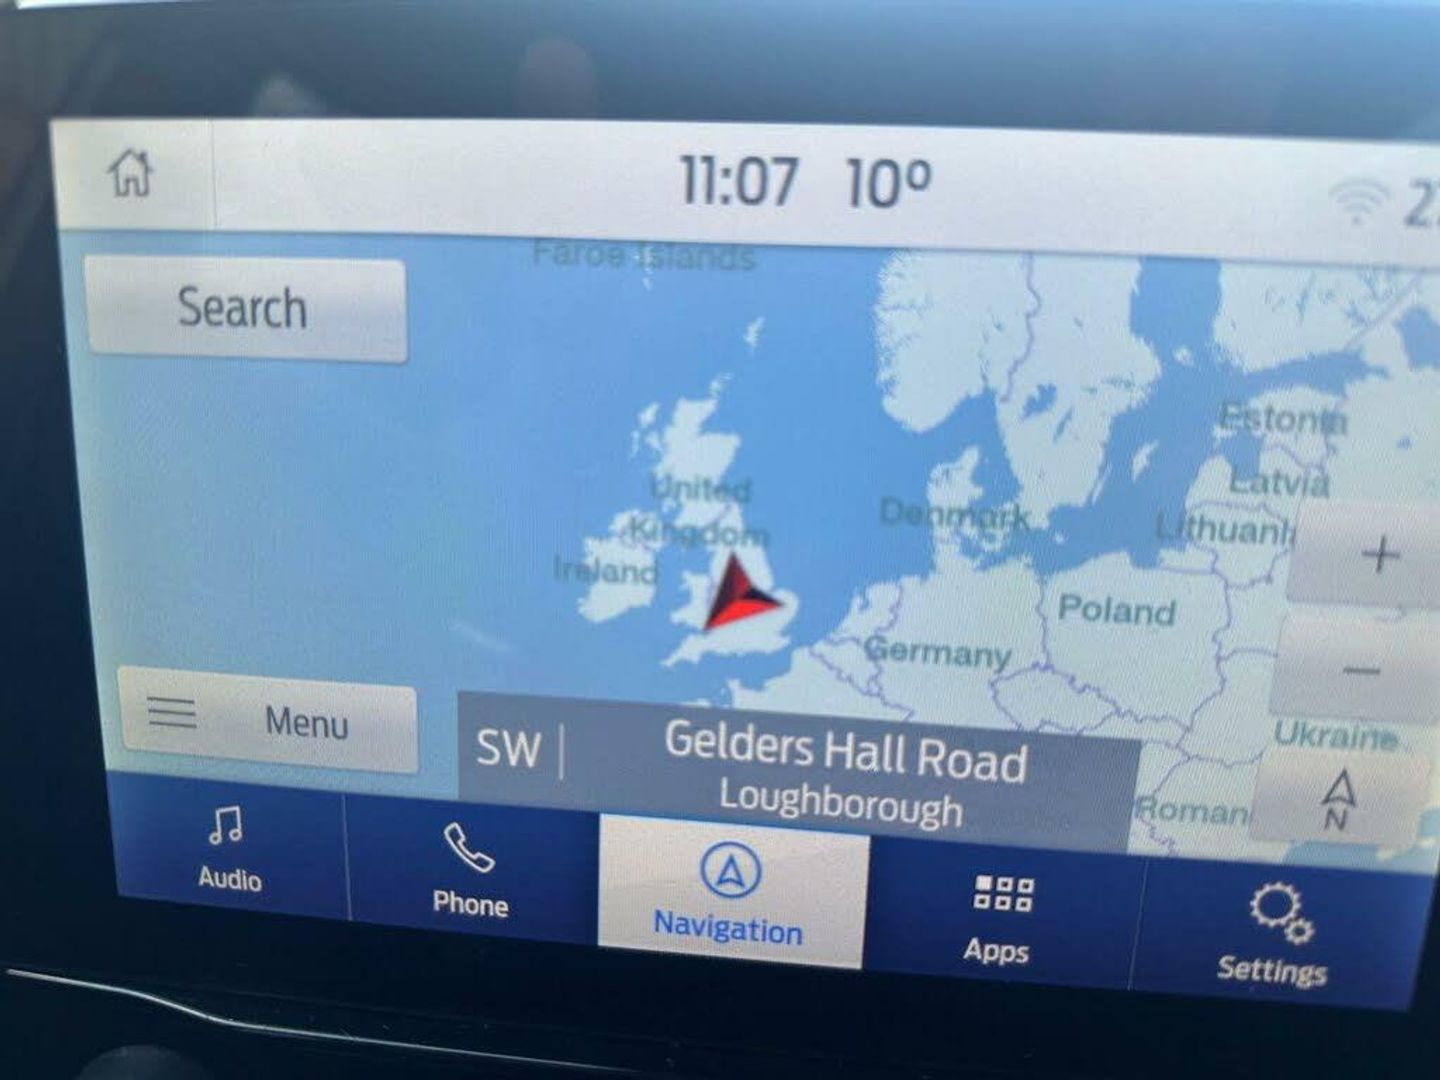 11:07 10°
Faroe Islands
Search
Estonia
Latvia
United
Kingdom
Denmark
Ireland
Poland
Germany
Ukraine
Menu
SW
Gelders Hall Road
Loughborough
N
Audio
Phone
Navigation
Apps
Settings